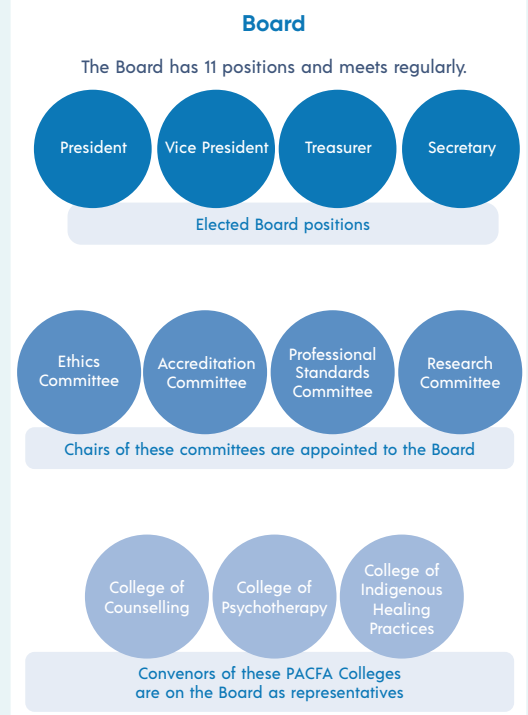 Board
The Board has 11 positions and meets regularly.
President
Vice President
Treasurer
Secretary
Elected Board positions
Ethics
Committee
Accreditation
Committee
Professional
Standards
Committee
Research
Committee
Chairs of these committees are appointed to the Board
College of
Counselling
College of
Psychotherapy
College of
Indigenous
Healing
Practices
Convenors of these PACFA Colleges
are on the Board as representatives